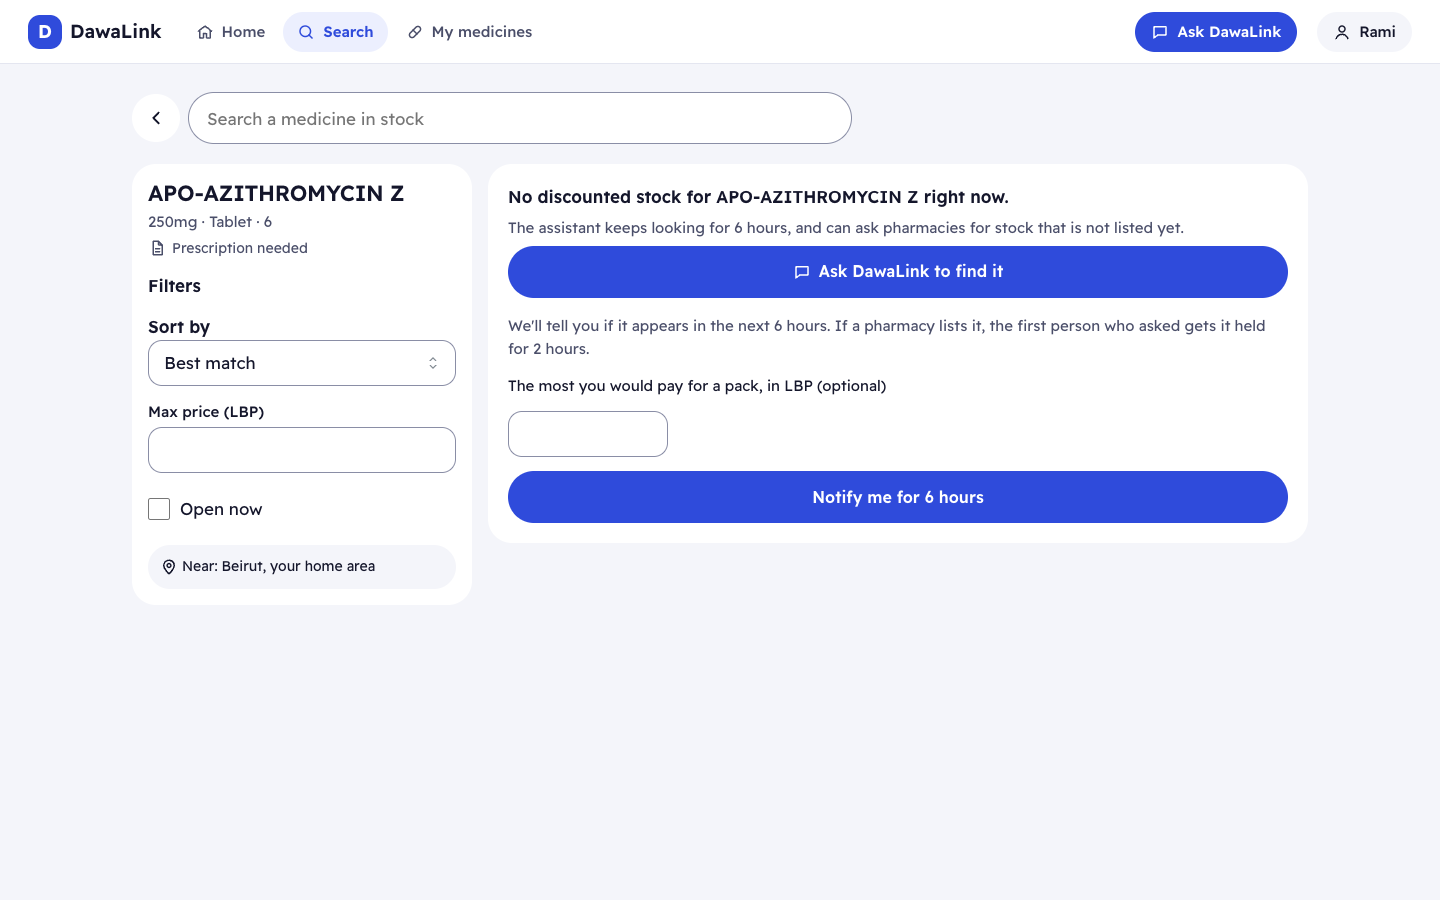 D DawaLink Home Search My medicines Ask DawaLink Rami
Search a medicine in stock
APO-AZITHROMYCIN Z
250mg · Tablet · 6
Prescription needed
Filters
Sort by
Best match
Max price (LBP)
Open now
Near: Beirut, your home area
No discounted stock for APO-AZITHROMYCIN Z right now.
The assistant keeps looking for 6 hours, and can ask pharmacies for stock that is not listed yet.
Ask DawaLink to find it
We'll tell you if it appears in the next 6 hours. If a pharmacy lists it, the first person who asked gets it held
for 2 hours.
The most you would pay for a pack, in LBP (optional)
Notify me for 6 hours